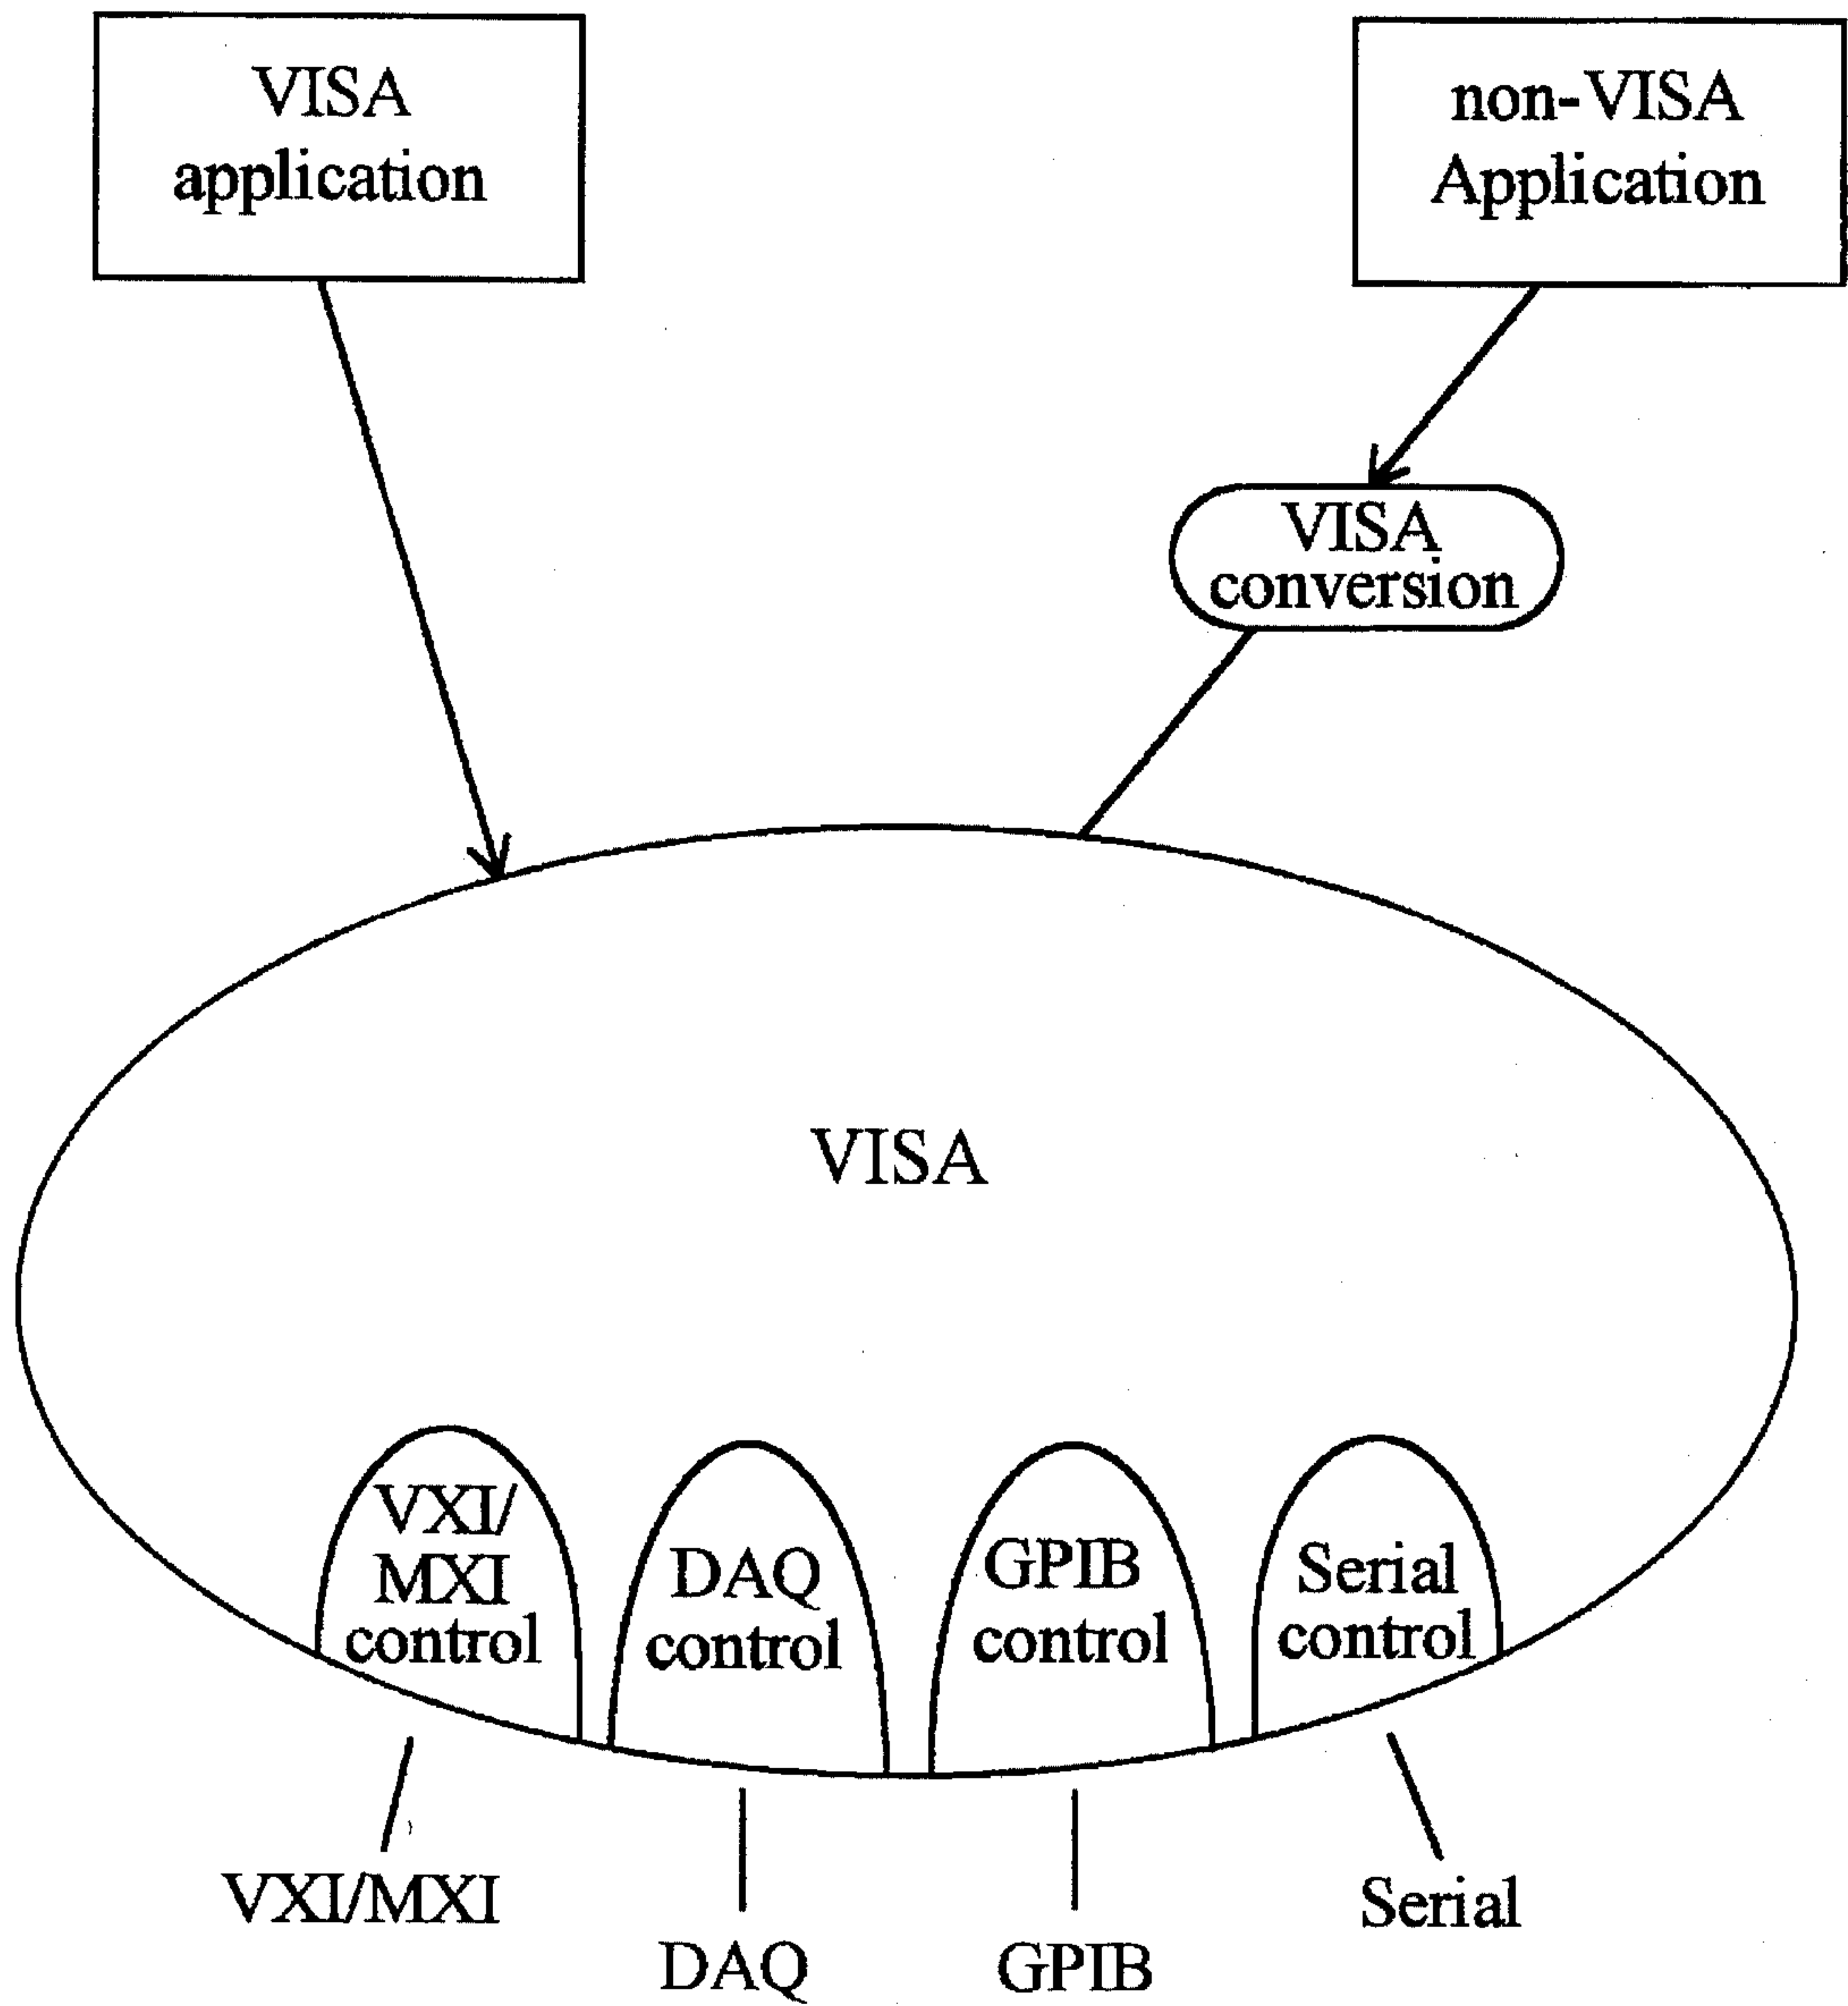 VISA
application
non-VISA
Application
VISA
conversion
VISA
VXI/
MXI
control
DAQ
control
GPIB
control
Serial
control
VXI/MXI
DAQ
GPIB
Serial